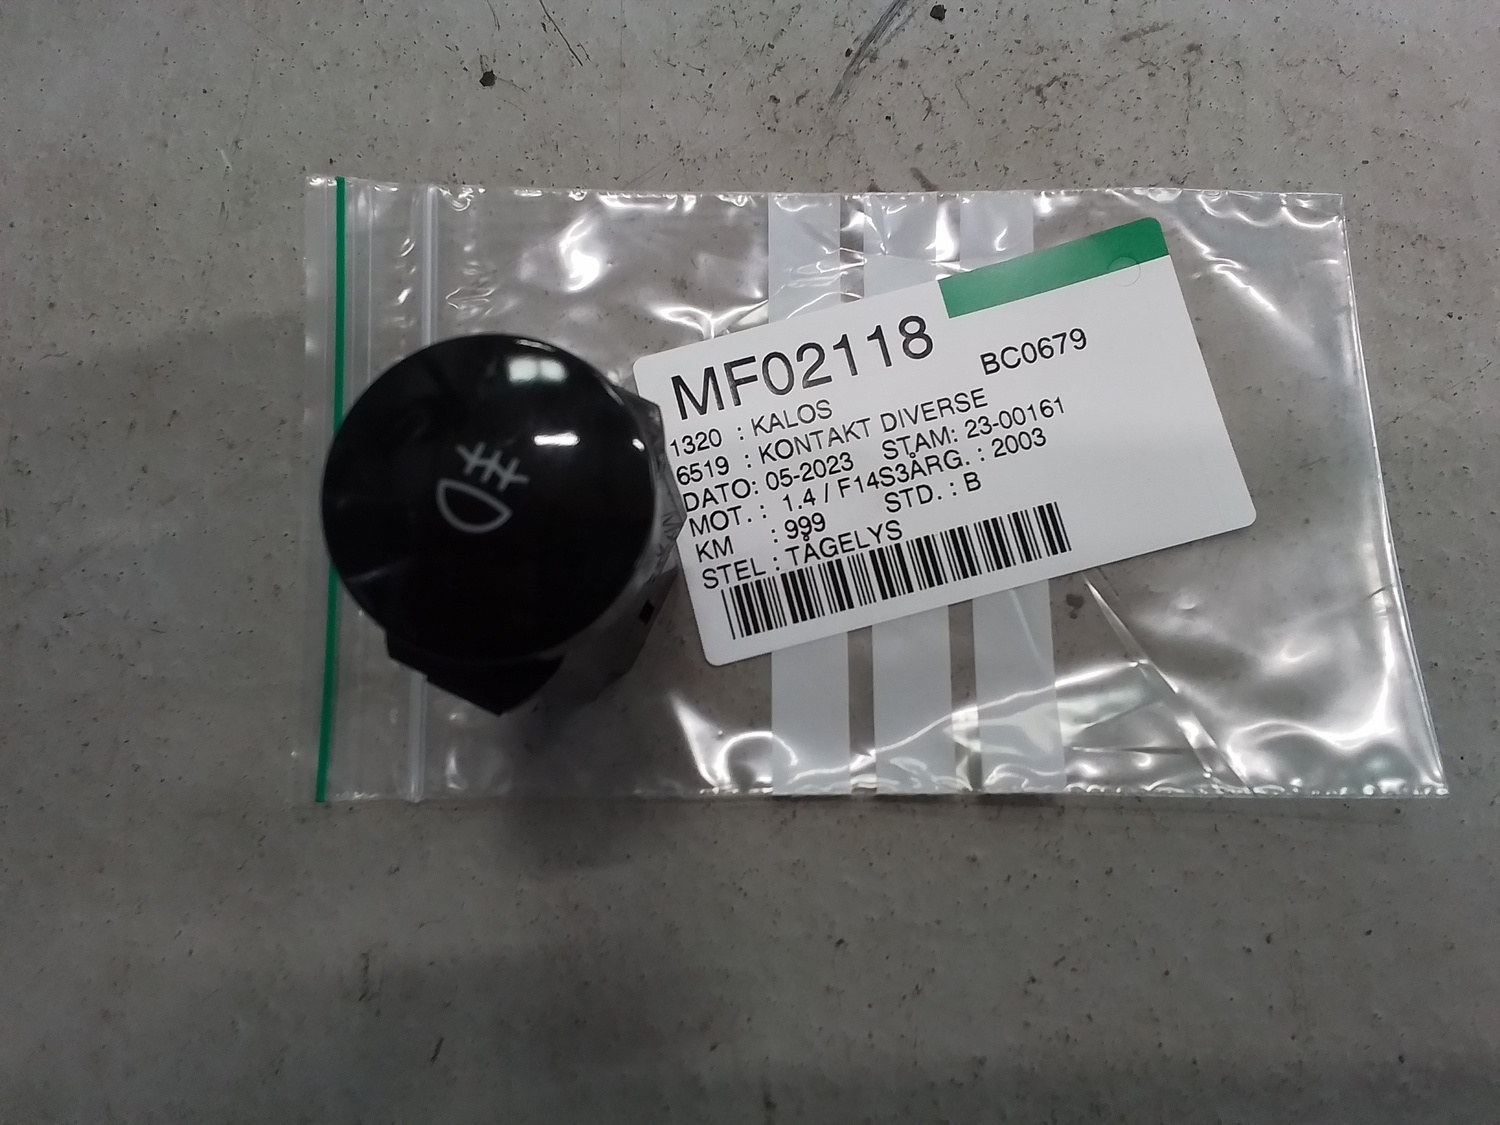 MF02118 BC0679
1320 : KALOS
6519 : KONTAKT DIVERSE
DATO: 05-2023 STAM: 23-00161
MOT. : 1.4 / F14S3ÅRG. : 2003
KM : 999 STD. : B
STEL : TÅGELYS